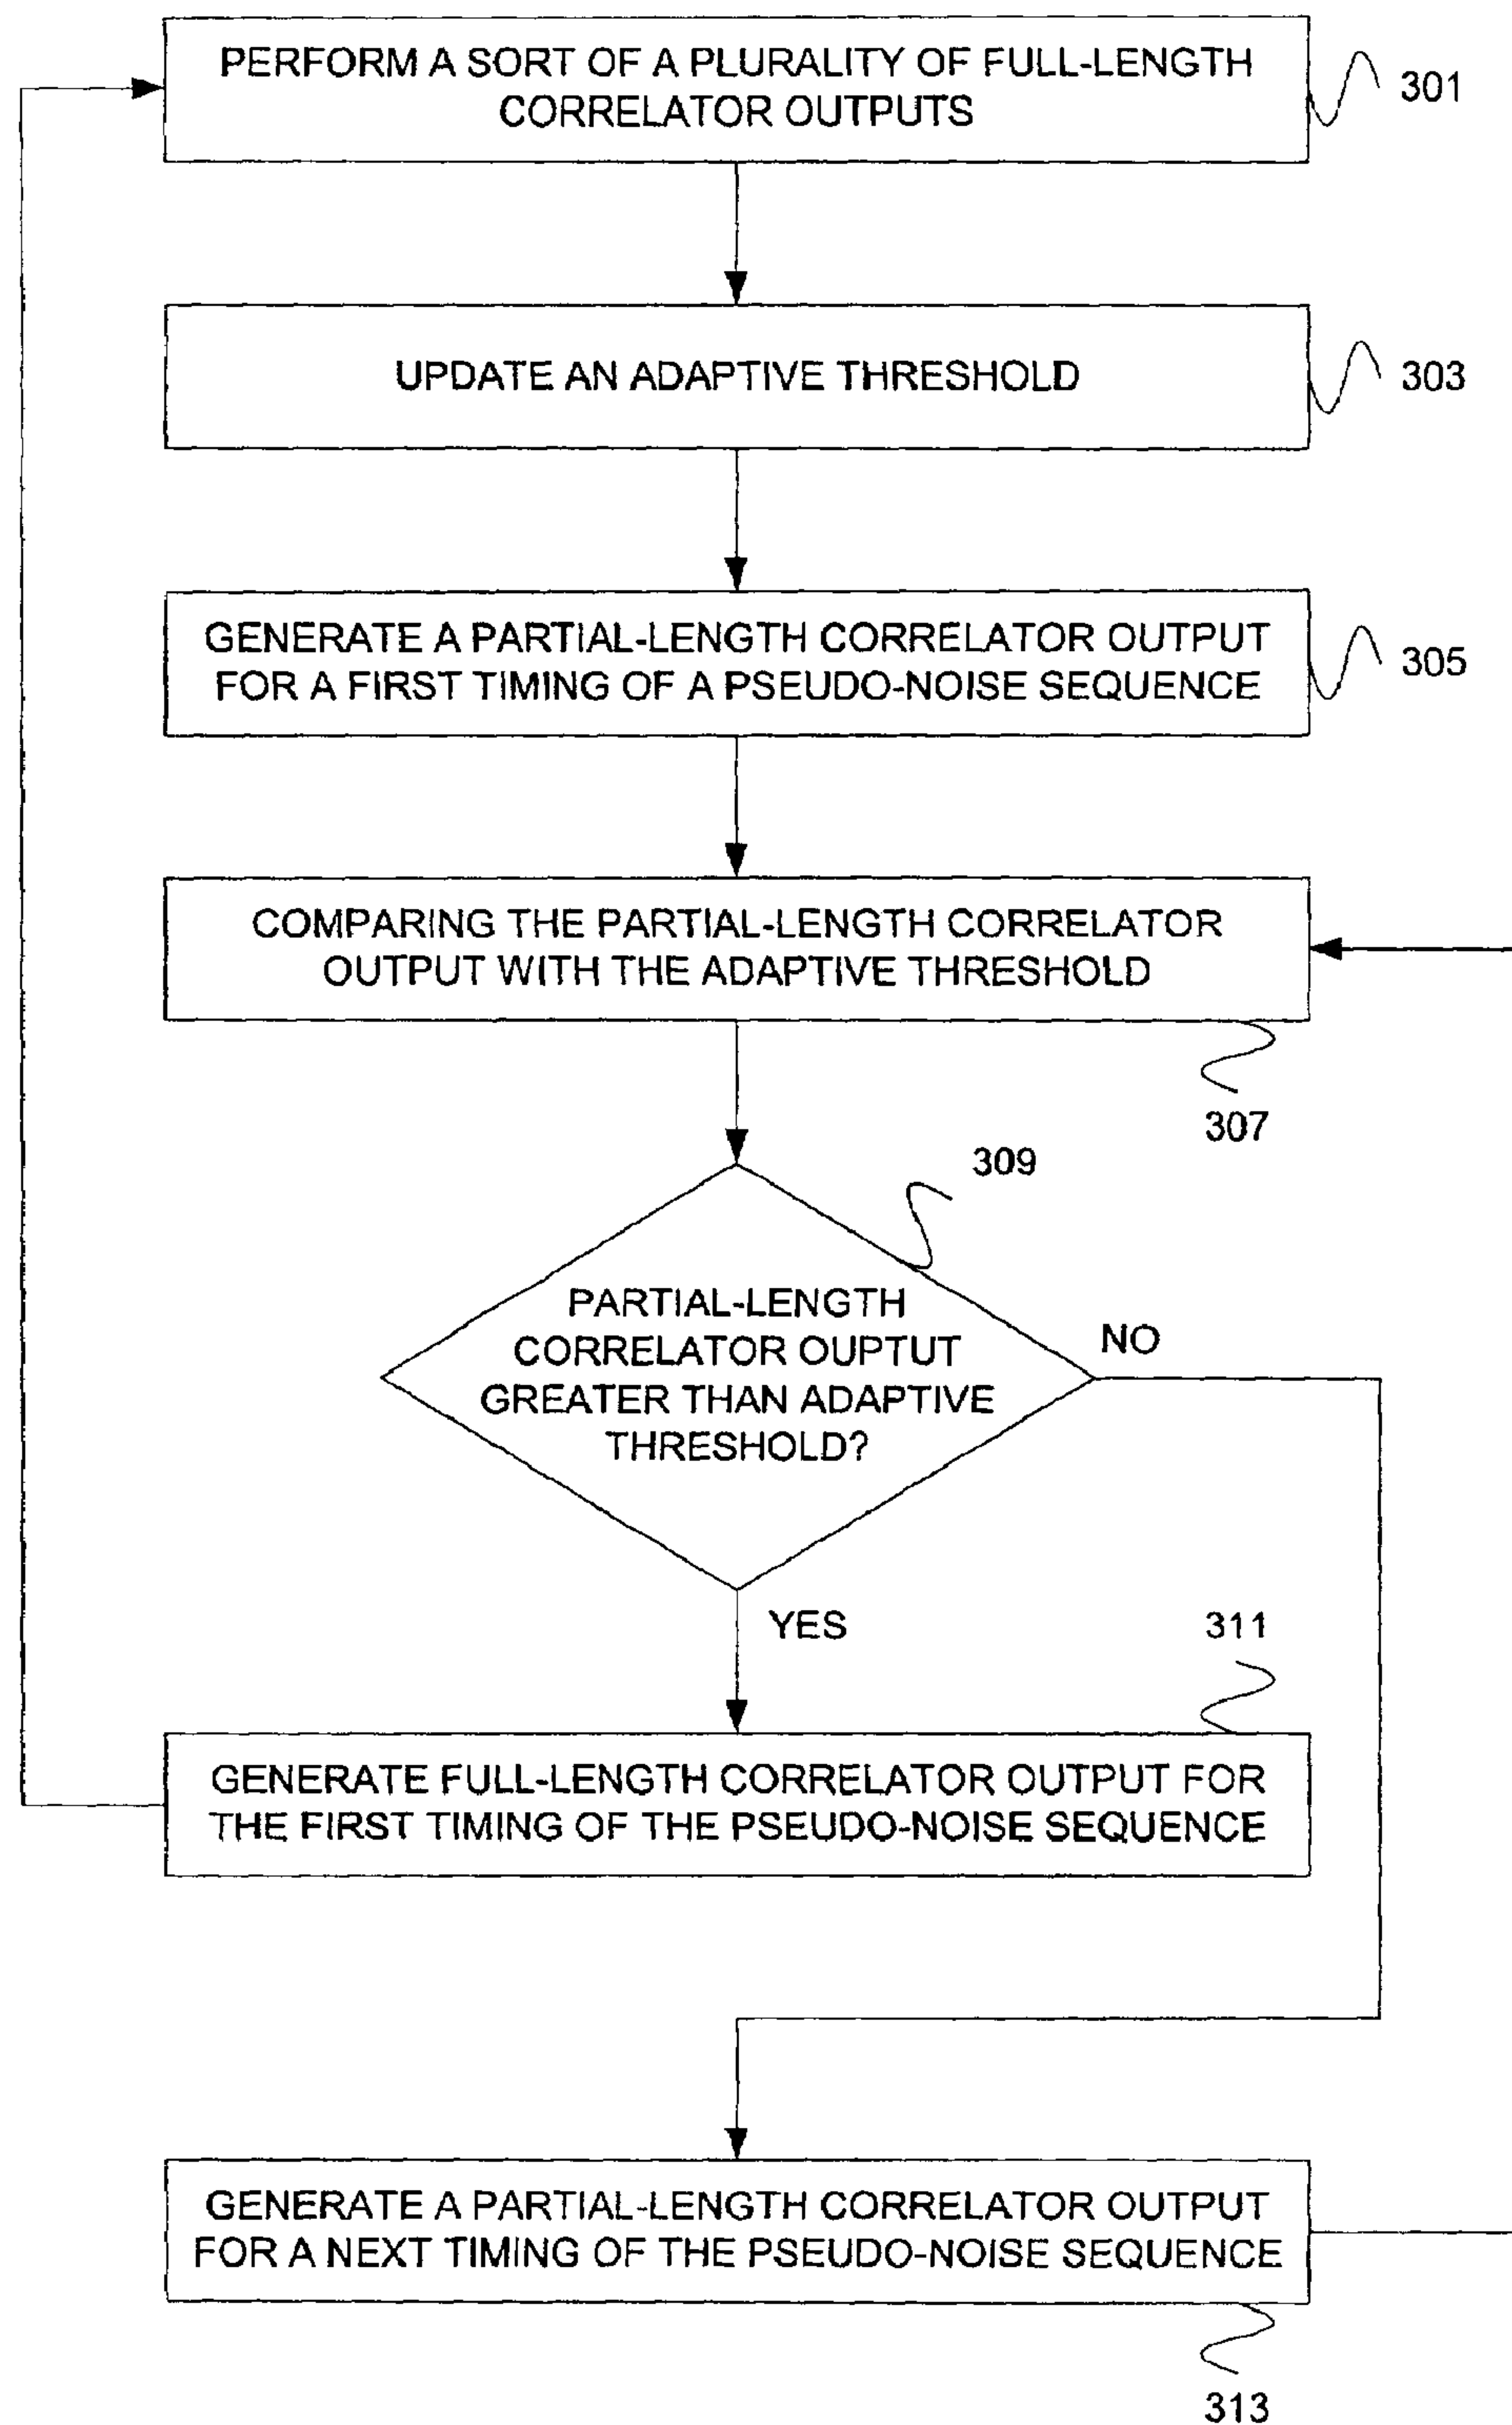 PERFORM A SORT OF A PLURALITY OF FULL-LENGTH
CORRELATOR OUTPUTS
301
UPDATE AN ADAPTIVE THRESHOLD
303
GENERATE A PARTIAL-LENGTH CORRELATOR OUTPUT
FOR A FIRST TIMING OF A PSEUDO-NOISE SEQUENCE
305
COMPARING THE PARTIAL-LENGTH CORRELATOR
OUTPUT WITH THE ADAPTIVE THRESHOLD
307
309
PARTIAL-LENGTH
CORRELATOR OUPTUT
GREATER THAN ADAPTIVE
THRESHOLD?
NO
YES
311
GENERATE FULL-LENGTH CORRELATOR OUTPUT FOR
THE FIRST TIMING OF THE PSEUDO-NOISE SEQUENCE
GENERATE A PARTIAL-LENGTH CORRELATOR OUTPUT
FOR A NEXT TIMING OF THE PSEUDO-NOISE SEQUENCE
313